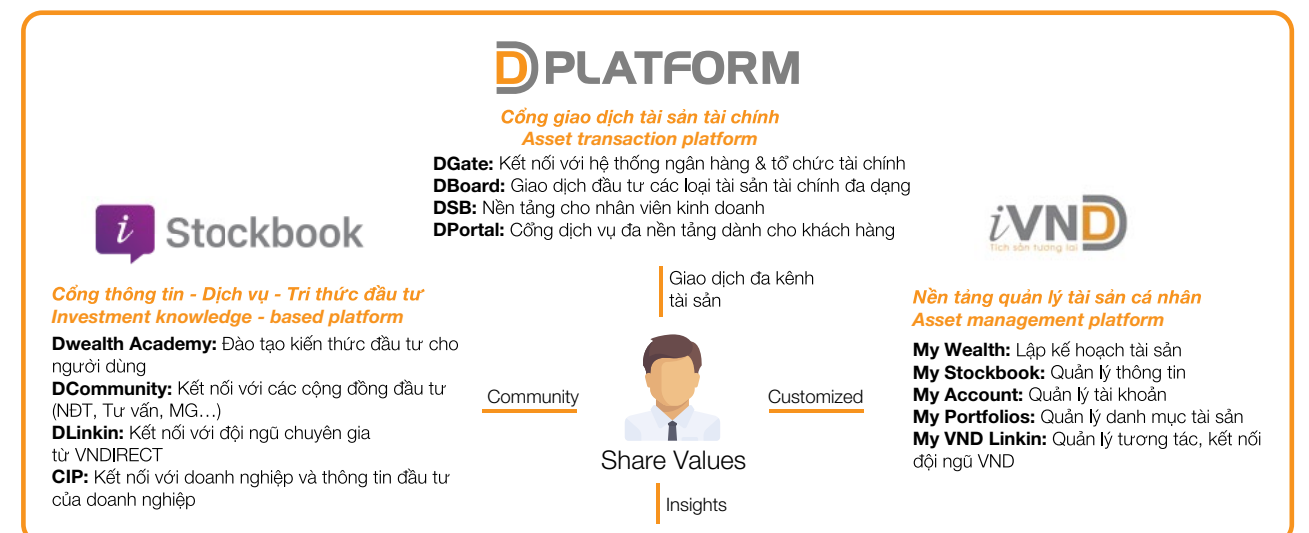 DPLATFORM
Cổng giao dịch tài sản tài chính
Asset transaction platform
DGate: Kết nối với hệ thống ngân hàng & tổ chức tài chính
DBoard: Giao dịch đầu tư các loại tài sản tài chính đa dạng
DSB: Nền tảng cho nhân viên kinh doanh
DPortal: Cổng dịch vụ đa nền tảng dành cho khách hàng
i Stockbook
Cổng thông tin - Dịch vụ - Tri thức đầu tư
Investment knowledge - based platform
Dwealth Academy: Đào tạo kiến thức đầu tư cho
người dùng
DCommunity: Kết nối với các cộng đồng đầu tư
(NĐT, Tư vấn, MG...)
DLinkin: Kết nối với đội ngũ chuyên gia
từ VNDIRECT
CIP: Kết nối với doanh nghiệp và thông tin đầu tư
của doanh nghiệp
Giao dịch đa kênh
tài sản
Community
Customized
Share Values
Insights
iVND
Tích sản tương lai
Nền tảng quản lý tài sản cá nhân
Asset management platform
My Wealth: Lập kế hoạch tài sản
My Stockbook: Quản lý thông tin
My Account: Quản lý tài khoản
My Portfolios: Quản lý danh mục tài sản
My VND Linkin: Quản lý tương tác, kết nối
đội ngũ VND